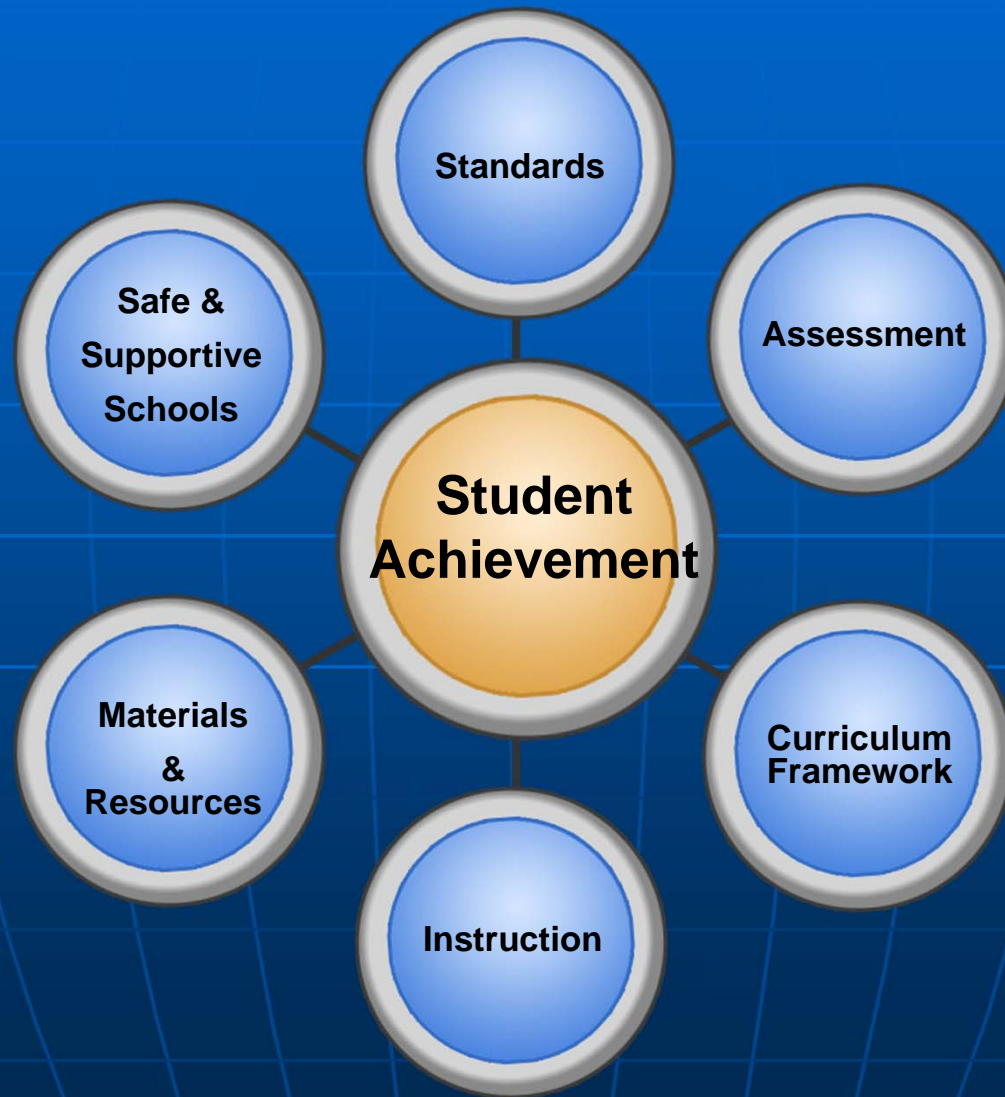 Standards
Assessment
Curriculum
Framework
Instruction
Materials
&
Resources
Safe &
Supportive
Schools
Student
Achievement